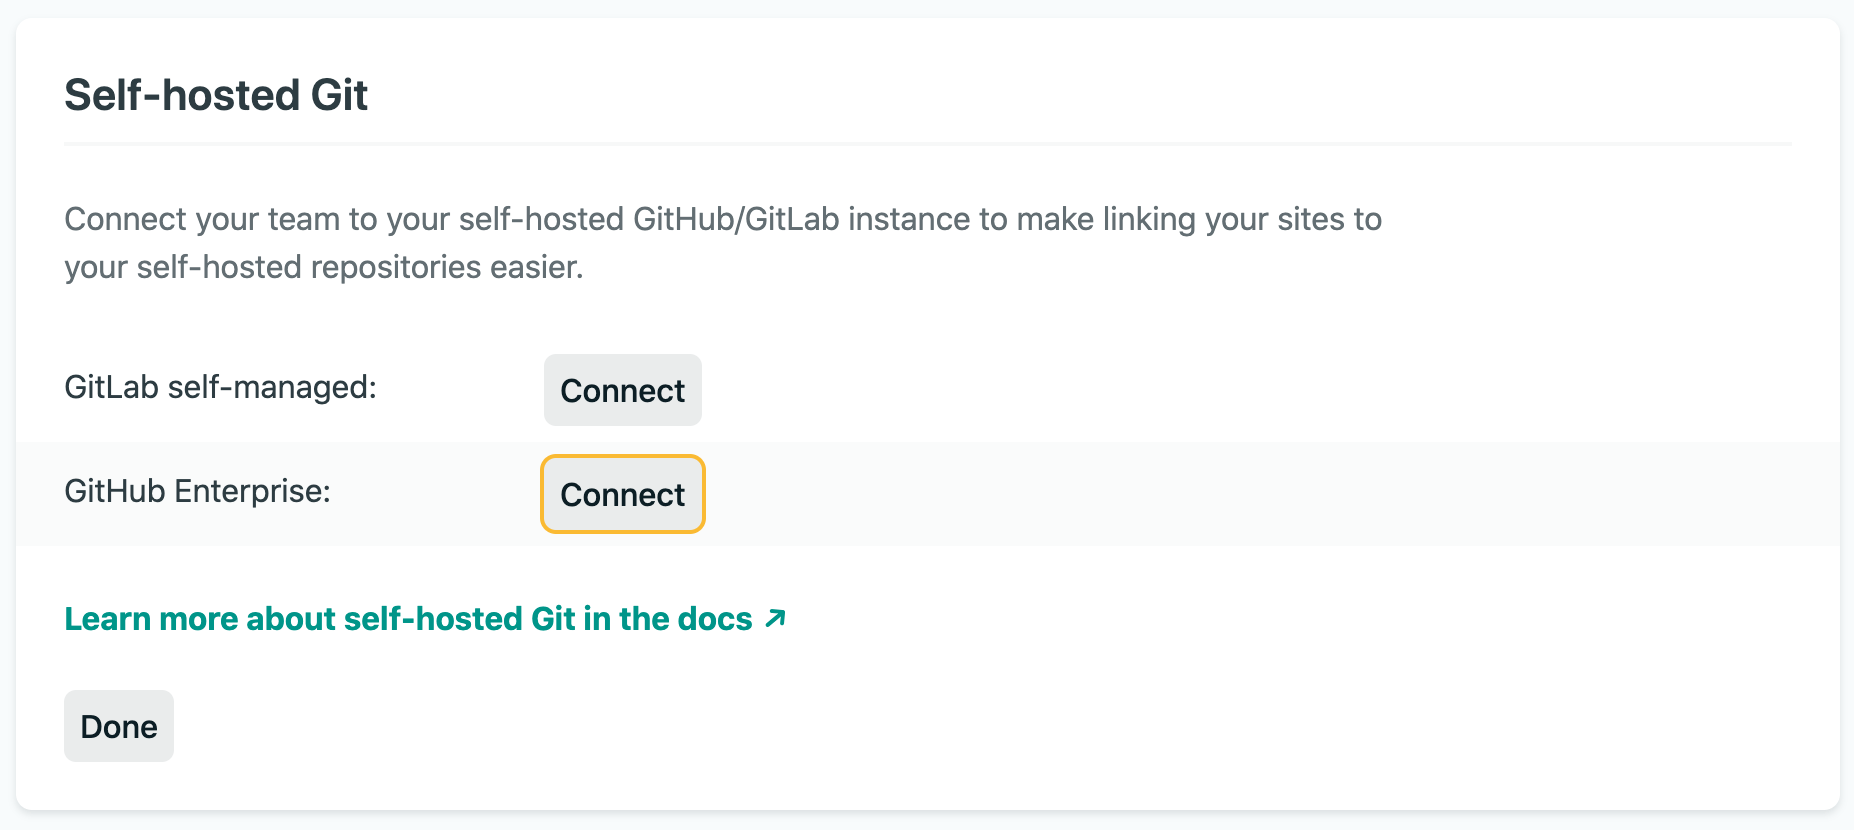 Self-hosted Git
Connect your team to your self-hosted GitHub/GitLab instance to make linking your sites to
your self-hosted repositories easier.
GitLab self-managed: Connect
GitHub Enterprise: Connect
Learn more about self-hosted Git in the docs ↗
Done